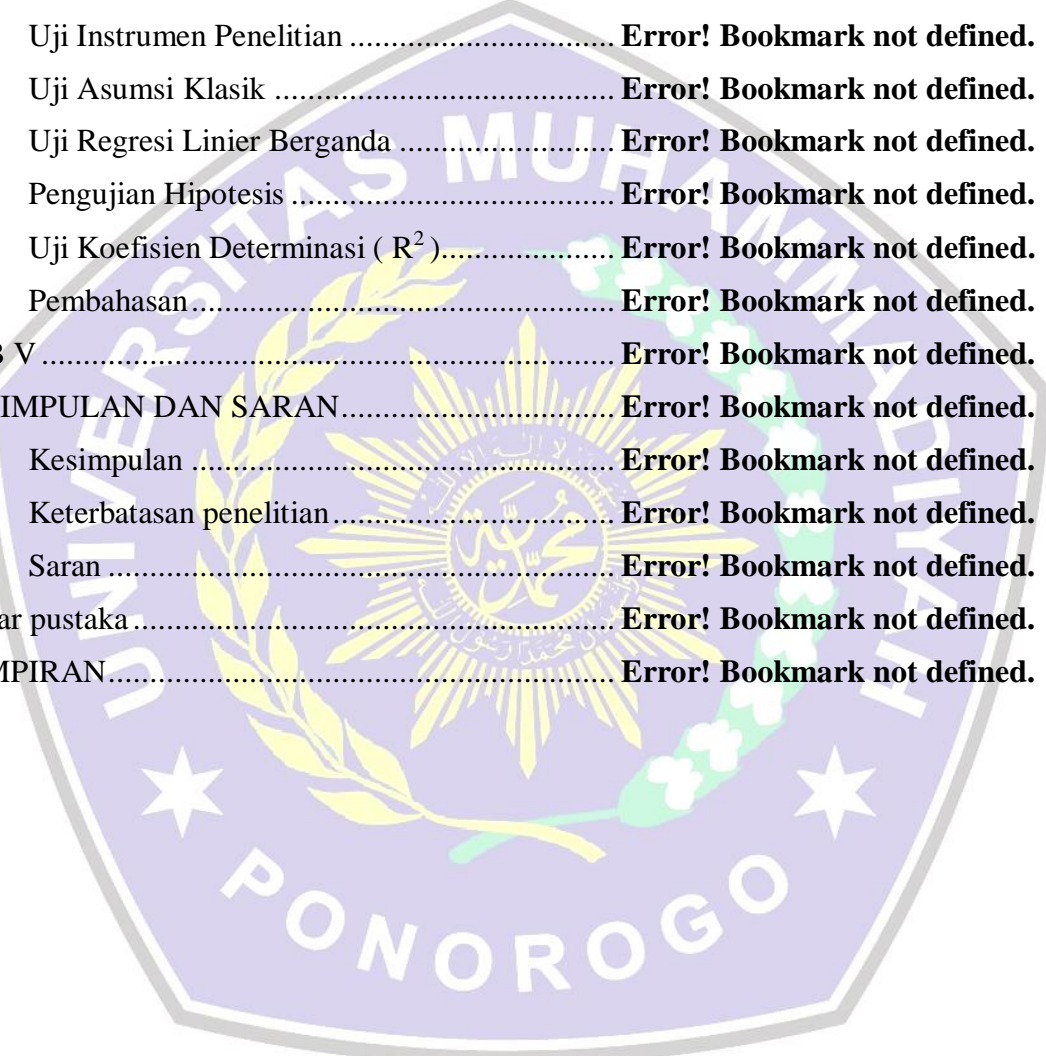 Uji Instrumen Penelitian ................................ Error! Bookmark not defined.
Uji Asumsi Klasik ......................................... Error! Bookmark not defined.
Uji Regresi Linier Berganda .......................... Error! Bookmark not defined.
Pengujian Hipotesis ....................................... Error! Bookmark not defined.
Uji Koefisien Determinasi ( R² )..................... Error! Bookmark not defined.
Pembahasan ................................................... Error! Bookmark not defined.
V ..................................................................... Error! Bookmark not defined.
IMPULAN DAN SARAN................................. Error! Bookmark not defined.
Kesimpulan ................................................... Error! Bookmark not defined.
Keterbatasan penelitian .................................. Error! Bookmark not defined.
Saran ............................................................. Error! Bookmark not defined.
ar pustaka .......................................................... Error! Bookmark not defined.
MPIRAN............................................................. Error! Bookmark not defined.
UNIVERSITAS MUHAMMADIYAH
PONOROGO